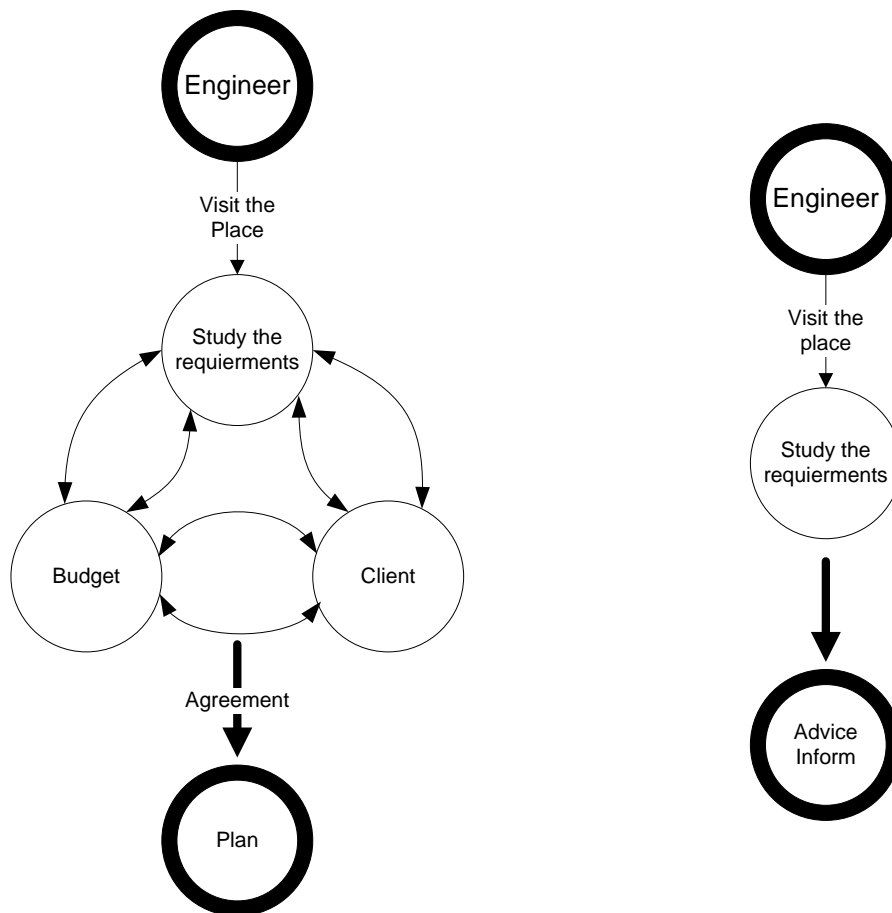 Engineer
Visit the
Place
Study the
requierments
Budget
Client
Agreement
Plan
Engineer
Visit the
place
Study the
requierments
Advice
Inform